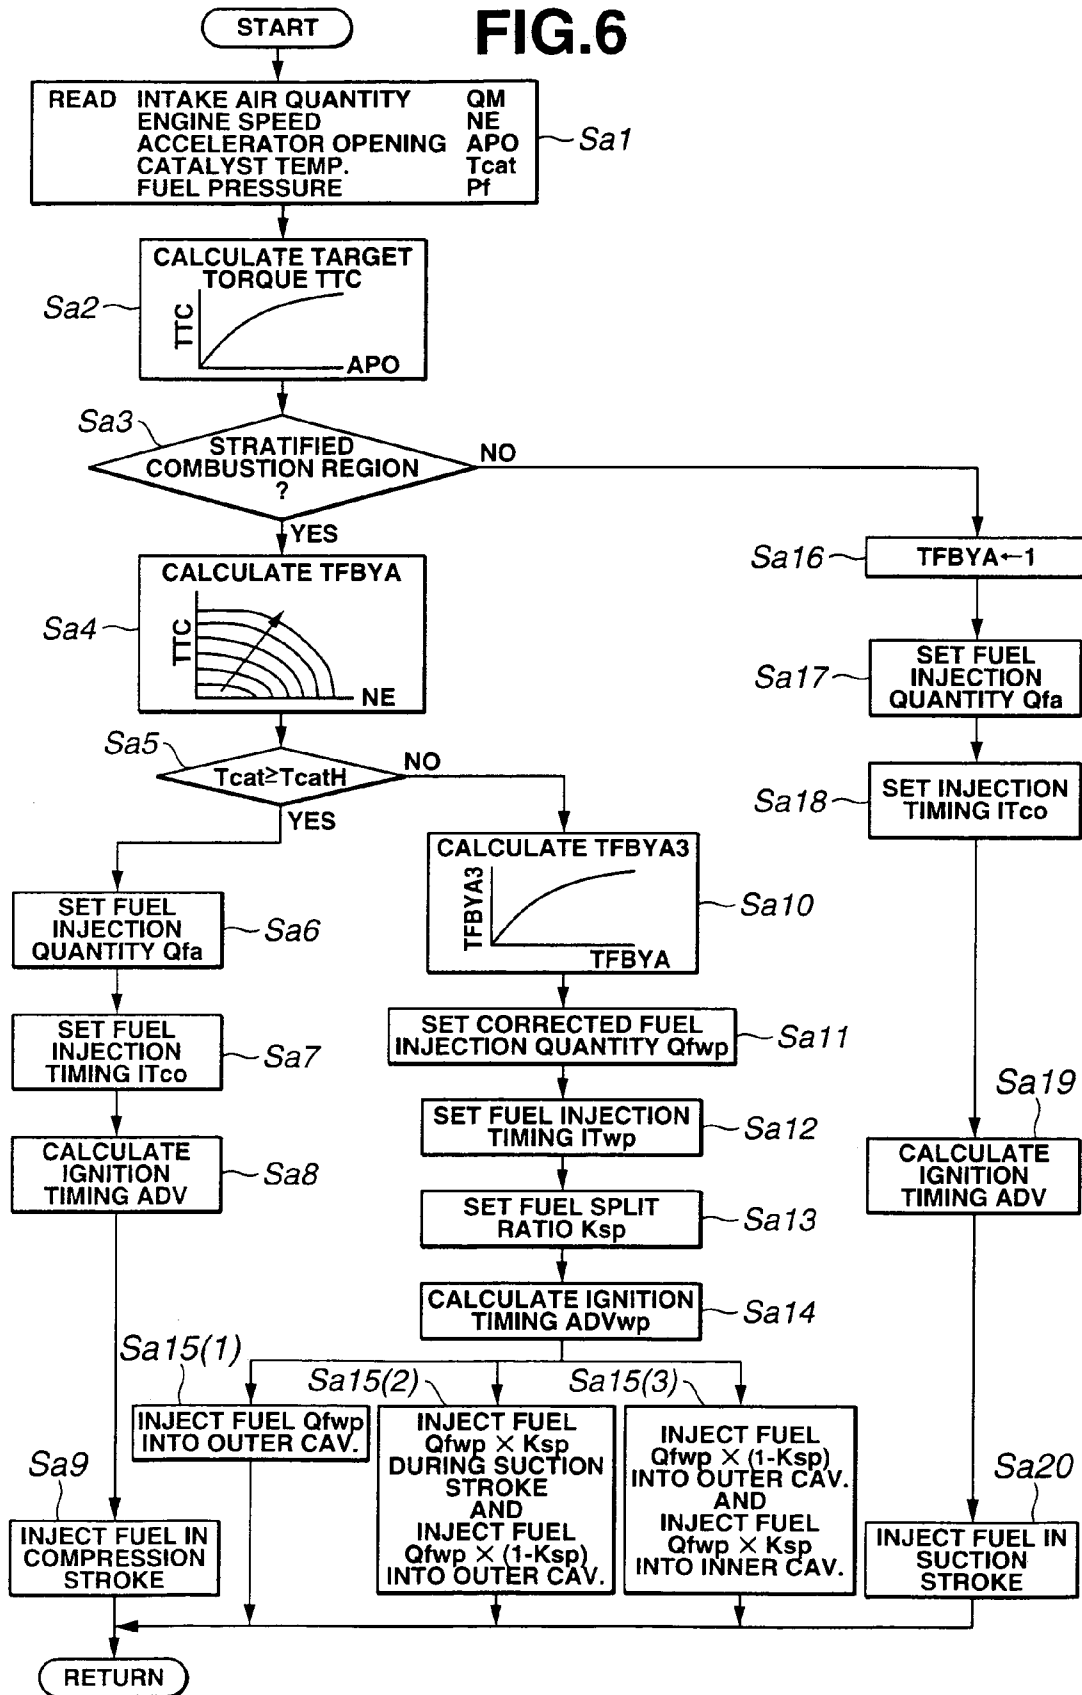 FIG.6
START
READ INTAKE AIR QUANTITY QM
ENGINE SPEED NE
ACCELERATOR OPENING APO
CATALYST TEMP. Tcat
FUEL PRESSURE Pf
Sa1
CALCULATE TARGET
TORQUE TTC
TTC
APO
Sa2
Sa3
STRATIFIED
COMBUSTION REGION
?
NO
YES
CALCULATE TFBYA
TTC
NE
Sa4
Sa5
Tcat≧TcatH
NO
YES
SET FUEL
INJECTION
QUANTITY Qfa
Sa6
SET FUEL
INJECTION
TIMING ITco
Sa7
CALCULATE
IGNITION
TIMING ADV
Sa8
Sa9
INJECT FUEL IN
COMPRESSION
STROKE
CALCULATE TFBYA3
TFBYA3
TFBYA
Sa10
SET CORRECTED FUEL
INJECTION QUANTITY Qfwp
Sa11
SET FUEL INJECTION
TIMING ITwp
Sa12
SET FUEL SPLIT
RATIO Ksp
Sa13
CALCULATE IGNITION
TIMING ADVwp
Sa14
Sa15(1)
INJECT FUEL Qfwp
INTO OUTER CAV.
Sa15(2)
INJECT FUEL
Qfwp × Ksp
DURING SUCTION
STROKE
AND
INJECT FUEL
Qfwp × (1-Ksp)
INTO OUTER CAV.
Sa15(3)
INJECT FUEL
Qfwp × (1-Ksp)
INTO OUTER CAV.
AND
INJECT FUEL
Qfwp × Ksp
INTO INNER CAV.
Sa16
TFBYA←1
Sa17
SET FUEL
INJECTION
QUANTITY Qfa
Sa18
SET INJECTION
TIMING ITco
Sa19
CALCULATE
IGNITION
TIMING ADV
Sa20
INJECT FUEL IN
SUCTION
STROKE
RETURN